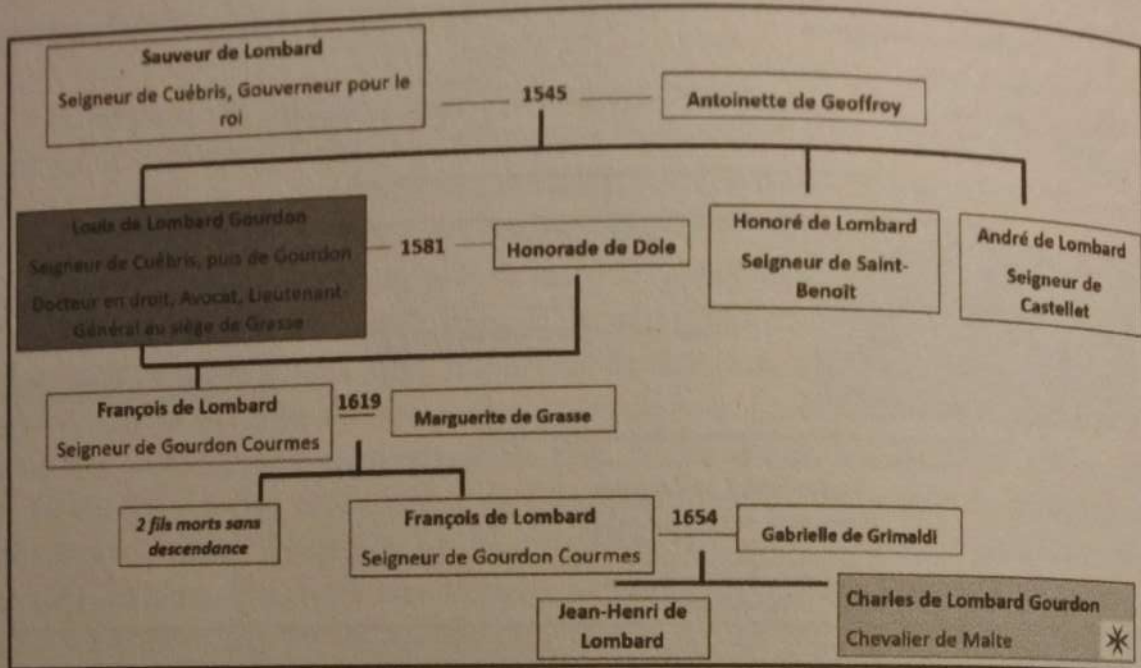 Sauveur de Lombard
Seigneur de Cuébris, Gouverneur pour le
roi
1545
Antoinette de Geoffroy
Louis de Lombard Gourdon
Seigneur de Cuébris, puis de Gourdon
Docteur en droit, Avocat, Lieutenant-
Général au siège de Grasse
1581
Honorade de Dole
Honoré de Lombard
Seigneur de Saint-
Benoît
André de Lombard
Seigneur de
Castellet
François de Lombard
Seigneur de Gourdon Courmes
1619
Marguerite de Grasse
2 fils morts sans
descendance
François de Lombard
Seigneur de Gourdon Courmes
1654
Gabrielle de Grimaldi
Jean-Henri de
Lombard
Charles de Lombard Gourdon
Chevalier de Malte